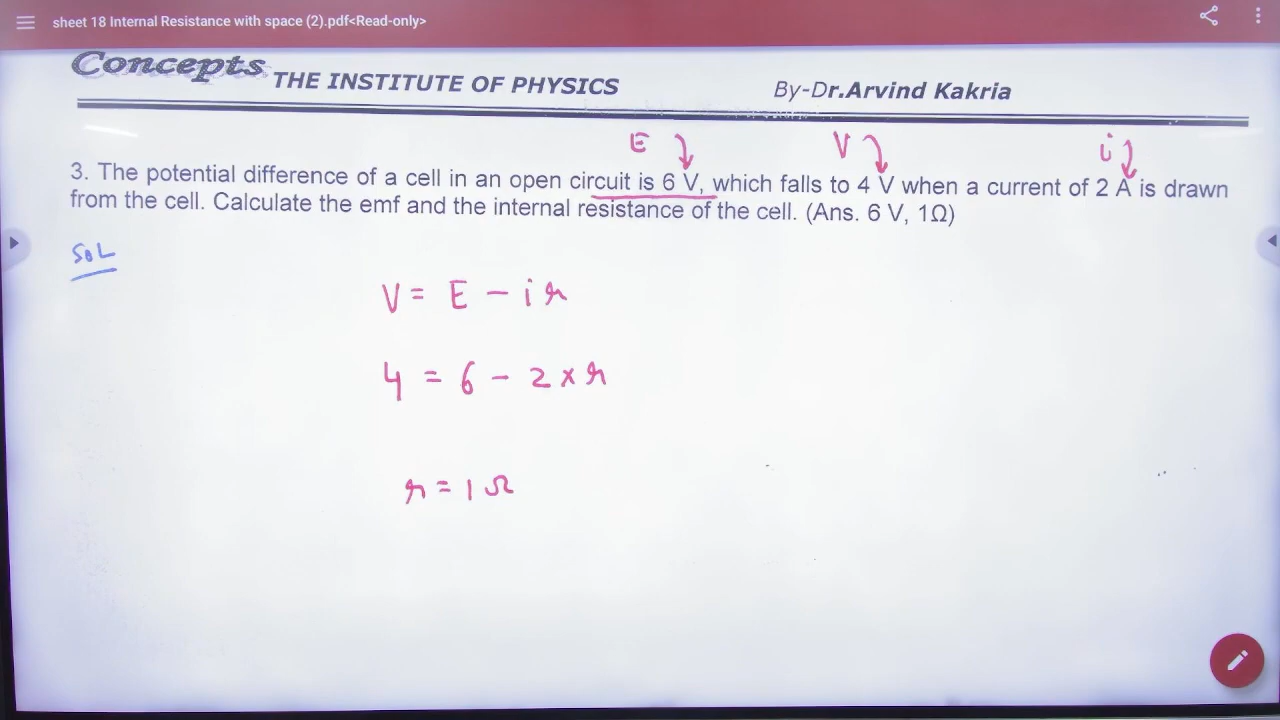 sheet 18 Internal Resistance with space (2).pdf<Read-only>
Concepts THE INSTITUTE OF PHYSICS By-Dr.Arvind Kakria
E V i
3. The potential difference of a cell in an open circuit is 6 V, which falls to 4 V when a current of 2 A is drawn
from the cell. Calculate the emf and the internal resistance of the cell. (Ans. 6 V, 1Ω)
SOL
V = E - i r
4 = 6 - 2 x r
r = 1 Ω